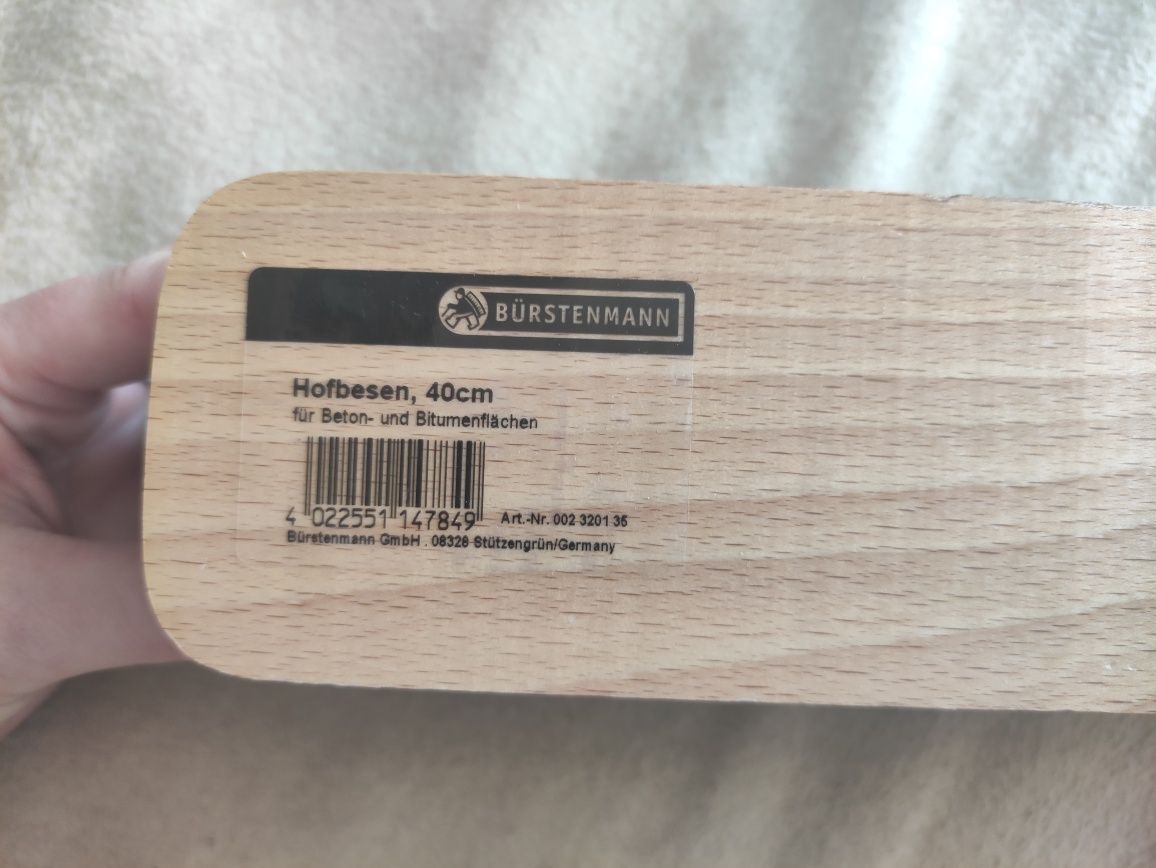 BÜRSTENMANN
Hofbesen, 40cm
für Beton- und Bitumenflächen
4 022551 147849 Art.-Nr. 002 3201 35
Bürstenmann GmbH . 08328 Stützengrün/Germany